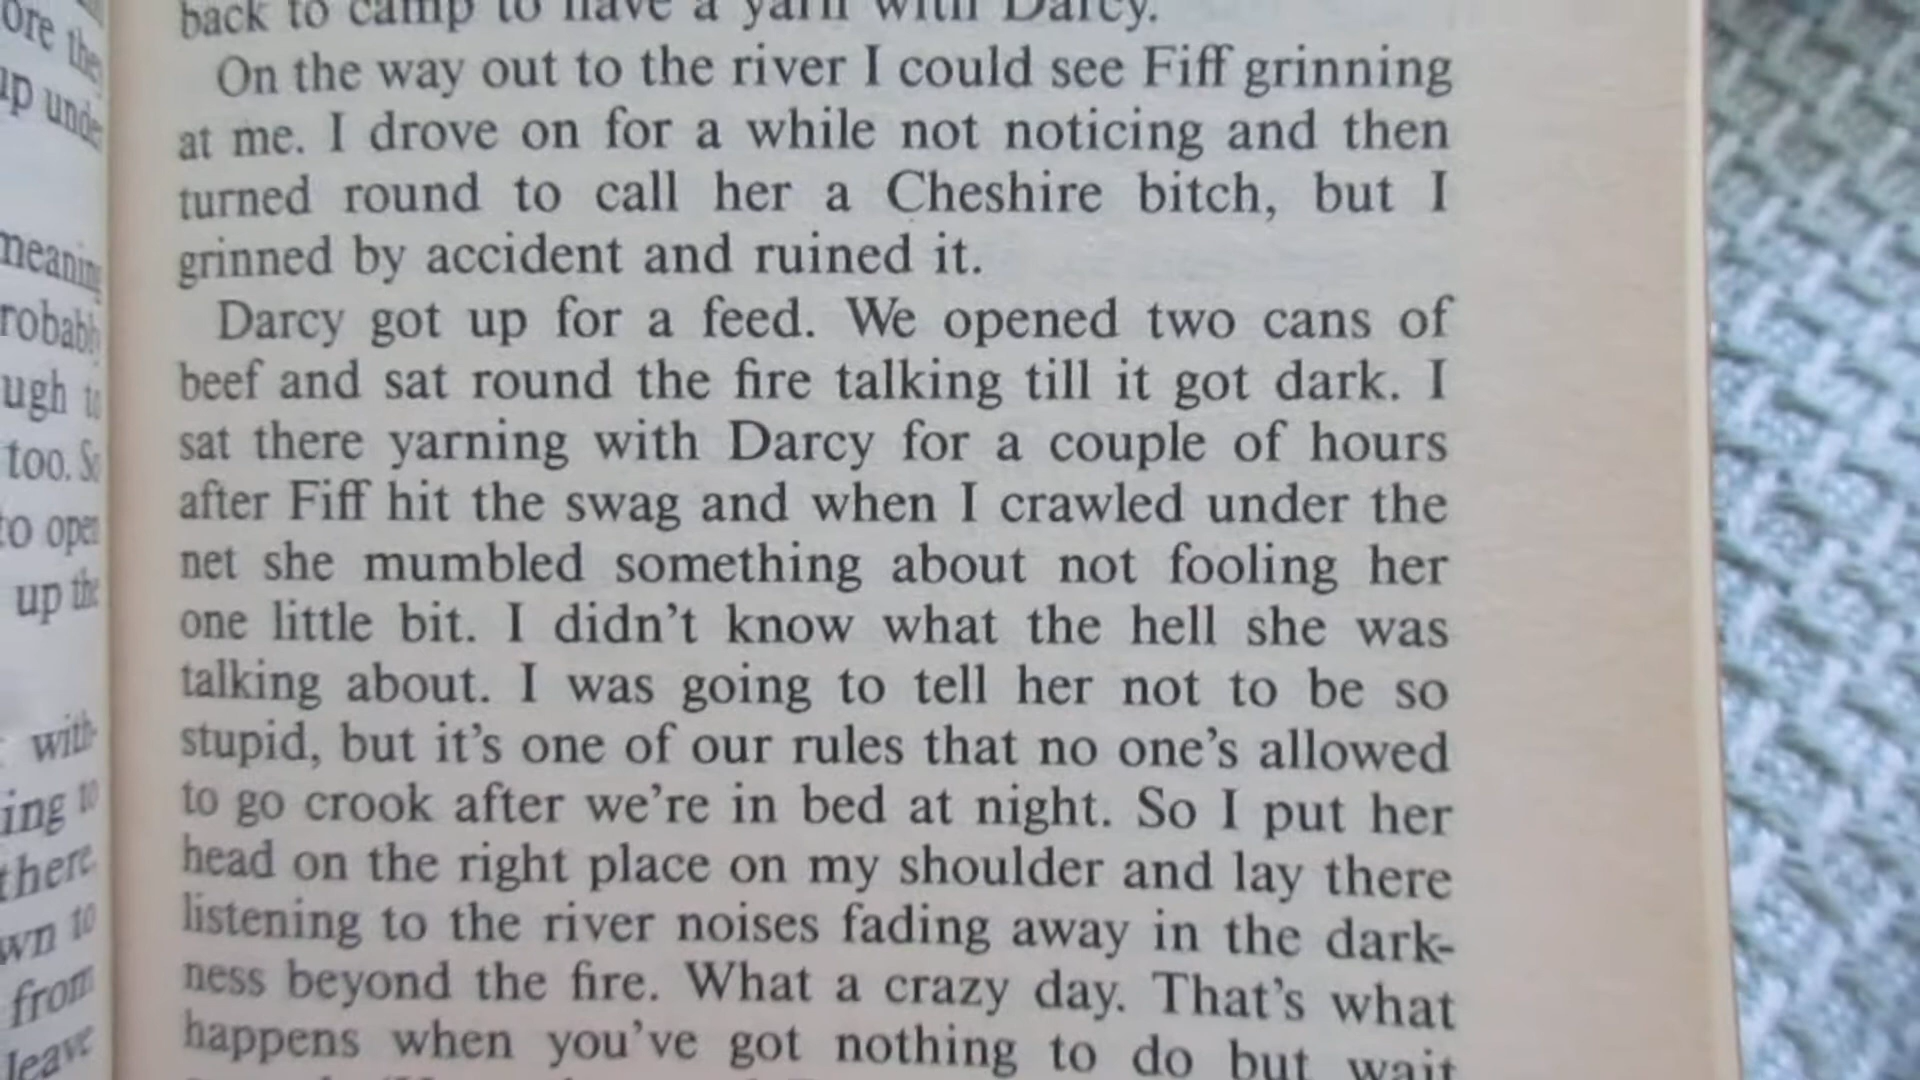 back to camp to have a yarn with Darcy.
On the way out to the river I could see Fiff grinning
at me. I drove on for a while not noticing and then
turned round to call her a Cheshire bitch, but I
grinned by accident and ruined it.
Darcy got up for a feed. We opened two cans of
beef and sat round the fire talking till it got dark. I
sat there yarning with Darcy for a couple of hours
after Fiff hit the swag and when I crawled under the
net she mumbled something about not fooling her
one little bit. I didn't know what the hell she was
talking about. I was going to tell her not to be so
stupid, but it's one of our rules that no one's allowed
to go crook after we're in bed at night. So I put her
head on the right place on my shoulder and lay there
listening to the river noises fading away in the dark-
ness beyond the fire. What a crazy day. That's what
happens when you've got nothing to do but wait